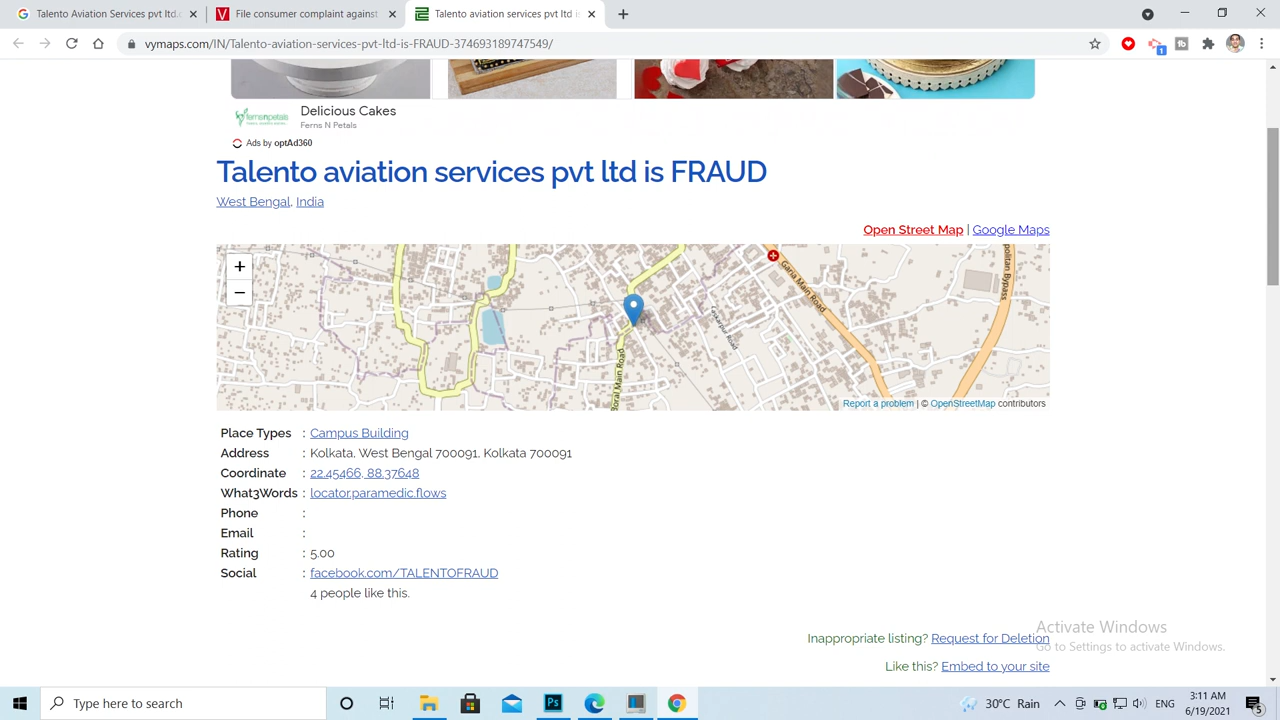 Talento Aviation Services pvt ltd.c
File consumer complaint against
Talento aviation services pvt ltd is
vymaps.com/IN/Talento-aviation-services-pvt-ltd-is-FRAUD-374693189747549/
1
ferns n petals
Delicious Cakes
Ferns N Petals
Ads by optAd360
Talento aviation services pvt ltd is FRAUD
West Bengal, India
Open Street Map | Google Maps
+
−
Garia Main Road
Boral Main Road
Report a problem | © OpenStreetMap contributors
Place Types : Campus Building
Address : Kolkata, West Bengal 700091, Kolkata 700091
Coordinate : 22.45466, 88.37648
What3Words : locator.paramedic.flows
Phone :
Email :
Rating : 5.00
Social : facebook.com/TALENTOFRAUD
4 people like this.
Inappropriate listing? Request for Deletion
Like this? Embed to your site
Activate Windows
Go to Settings to activate Windows.
Type here to search
Ps
30°C Rain
ENG
3:11 AM
6/19/2021
5